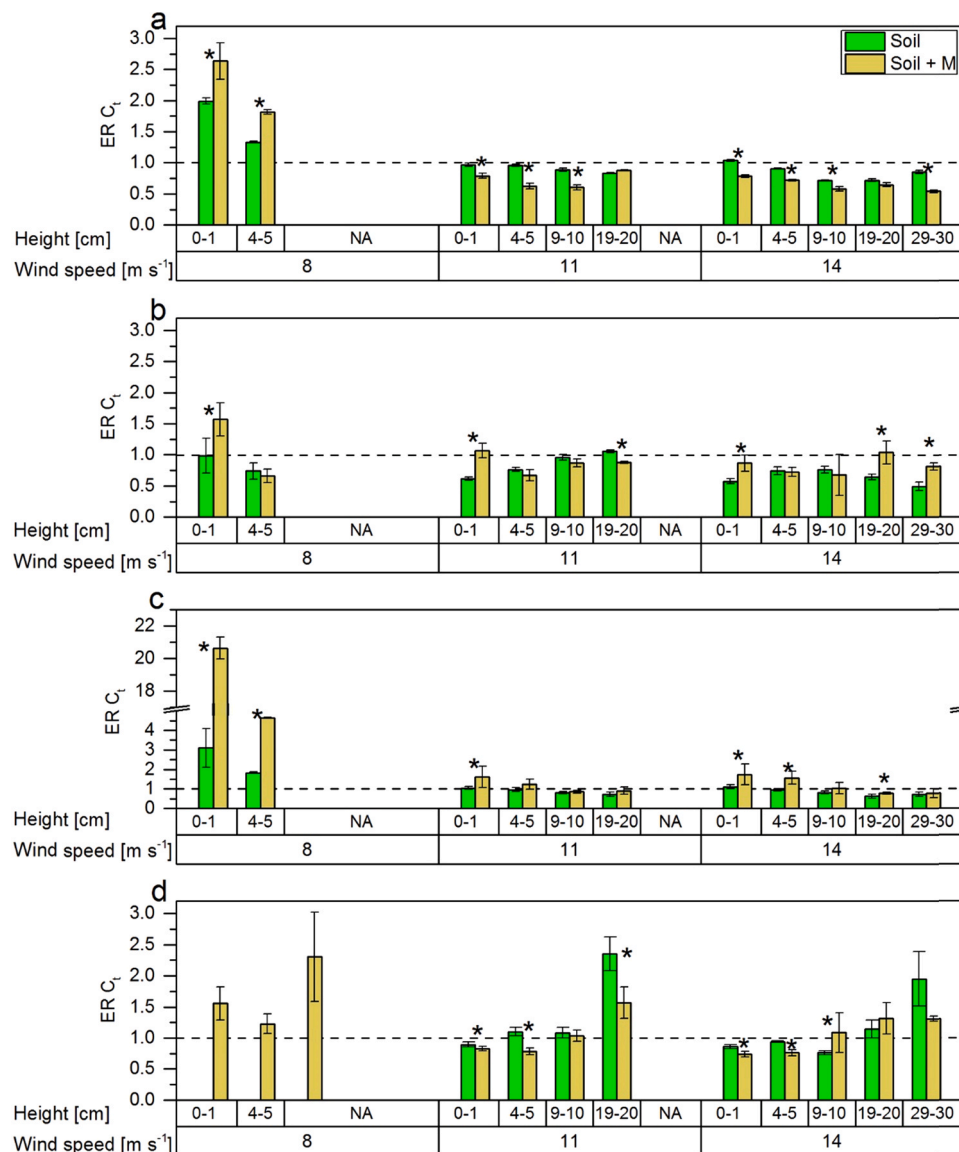 a
Soil
Soil + M
3.0
2.5
2.0
1.5
1.0
0.5
0.0
ER Cₜ
Height [cm] 0-1 4-5 NA 0-1 4-5 9-10 19-20 NA 0-1 4-5 9-10 19-20 29-30
Wind speed [m s⁻¹] 8 11 14
b
3.0
2.5
2.0
1.5
1.0
0.5
0.0
ER Cₜ
Height [cm] 0-1 4-5 NA 0-1 4-5 9-10 19-20 NA 0-1 4-5 9-10 19-20 29-30
Wind speed [m s⁻¹] 8 11 14
c
22
20
18
4
3
2
1
0
ER Cₜ
Height [cm] 0-1 4-5 NA 0-1 4-5 9-10 19-20 NA 0-1 4-5 9-10 19-20 29-30
Wind speed [m s⁻¹] 8 11 14
d
3.0
2.5
2.0
1.5
1.0
0.5
0.0
ER Cₜ
Height [cm] 0-1 4-5 NA 0-1 4-5 9-10 19-20 NA 0-1 4-5 9-10 19-20 29-30
Wind speed [m s⁻¹] 8 11 14